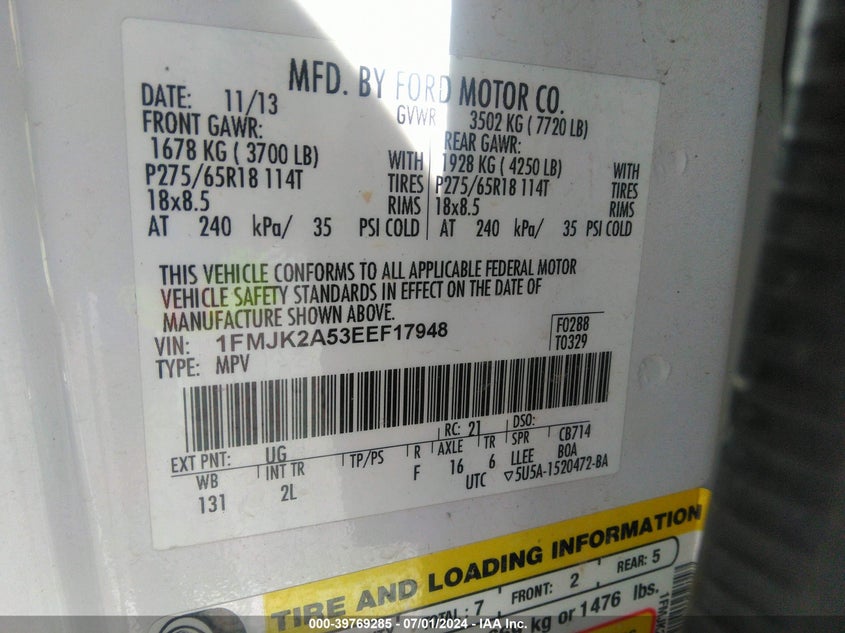 MFD. BY FORD MOTOR CO.
DATE: 11/13 GVWR 3502 KG ( 7720 LB)
FRONT GAWR: REAR GAWR:
1678 KG ( 3700 LB) WITH 1928 KG ( 4250 LB) WITH
P275/65R18 114T TIRES P275/65R18 114T TIRES
18x8.5 RIMS 18x8.5 RIMS
AT 240 kPa/ 35 PSI COLD AT 240 kPa/ 35 PSI COLD
THIS VEHICLE CONFORMS TO ALL APPLICABLE FEDERAL MOTOR
VEHICLE SAFETY STANDARDS IN EFFECT ON THE DATE OF
MANUFACTURE SHOWN ABOVE.
VIN: 1FMJK2A53EEF17948 F0288
TYPE: MPV T0329
EXT PNT: UG RC: 21 DSO:
WB INT TR TP/PS R AXLE TR SPR CB714
131 2L F 16 6 LLEE B0A
UTC ▽5U5A-1520472-BA
TIRE AND LOADING INFORMATION
TOTAL: 7 FRONT: 2 REAR: 5
kg or 1476 lbs.
000-39769285 - 07/01/2024 - IAA Inc.